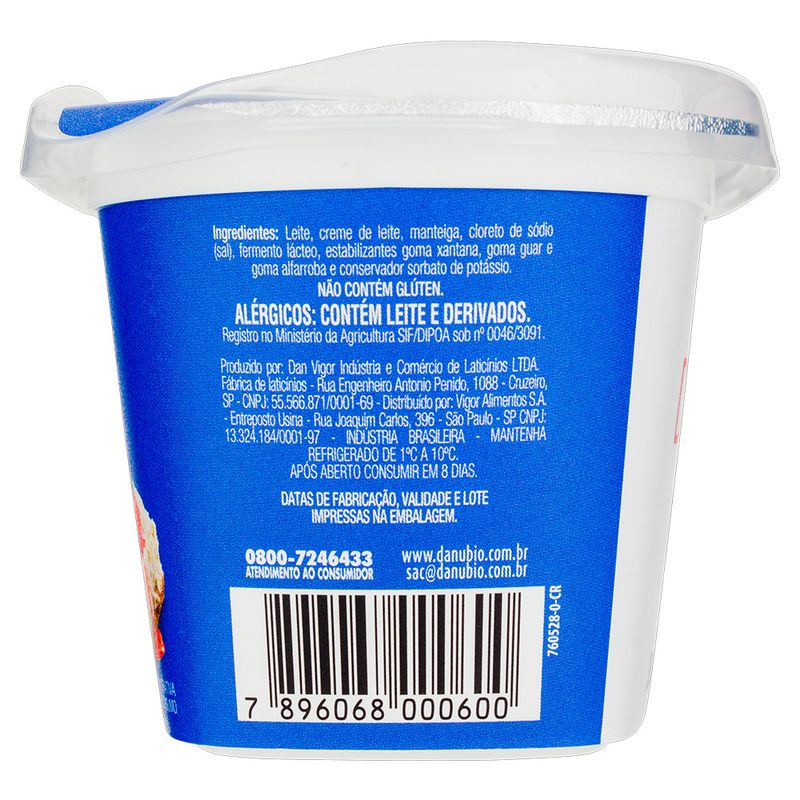 Ingredientes: Leite, creme de leite, manteiga, cloreto de sódio
(sal), fermento lácteo, estabilizantes goma xantana, goma guar e
goma alfarroba e conservador sorbato de potássio.
NÃO CONTÉM GLÚTEN.
ALÉRGICOS: CONTÉM LEITE E DERIVADOS.
Registro no Ministério da Agricultura SIF/DIPOA sob nº 0046/3091.
Produzido por: Dan Vigor Indústria e Comércio de Laticínios LTDA.
Fábrica de laticínios - Rua Engenheiro Antonio Penido, 1088 - Cruzeiro,
SP - CNPJ: 55.566.871/0001-69 - Distribuído por: Vigor Alimentos S.A.
- Entreposto Usina - Rua Joaquim Carlos, 396 - São Paulo - SP CNPJ:
13.324.184/0001-97 - INDÚSTRIA BRASILEIRA - MANTENHA
REFRIGERADO DE 1ºC A 10ºC.
APÓS ABERTO CONSUMIR EM 8 DIAS.
DATAS DE FABRICAÇÃO, VALIDADE E LOTE
IMPRESSAS NA EMBALAGEM.
0800-7246433 www.danubio.com.br
ATENDIMENTO AO CONSUMIDOR sac@danubio.com.br
760528-0-CR
7 896068 000600